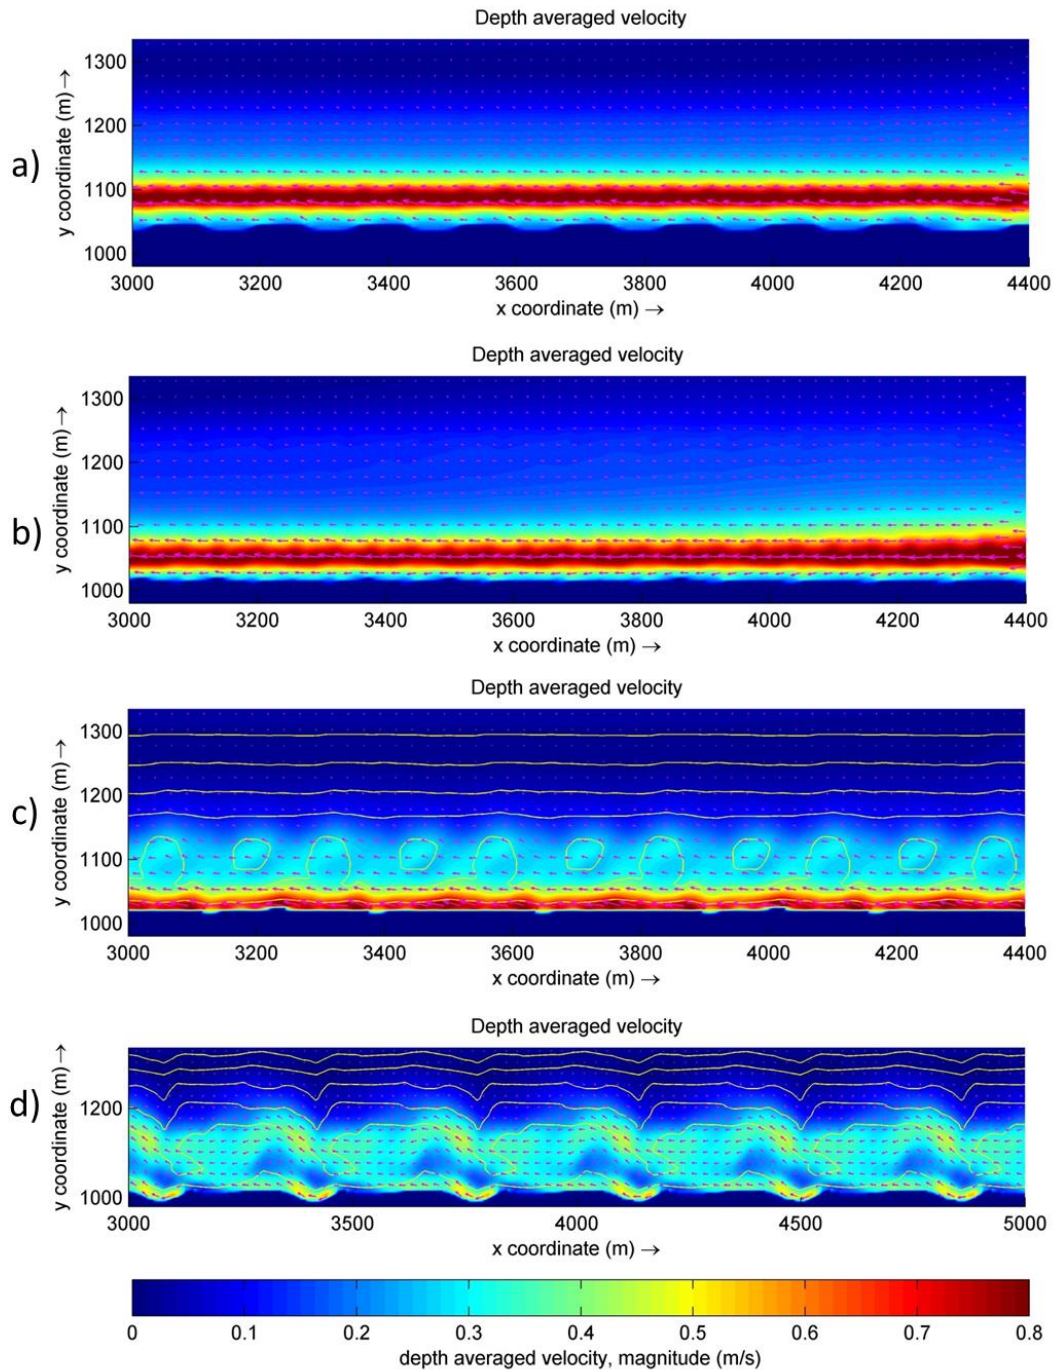 Depth averaged velocity
a)
y coordinate (m) →
1300
1200
1100
1000
3000 3200 3400 3600 3800 4000 4200 4400
x coordinate (m) →
Depth averaged velocity
b)
y coordinate (m) →
1300
1200
1100
1000
3000 3200 3400 3600 3800 4000 4200 4400
x coordinate (m) →
Depth averaged velocity
c)
y coordinate (m) →
1300
1200
1100
1000
3000 3200 3400 3600 3800 4000 4200 4400
x coordinate (m) →
Depth averaged velocity
d)
y coordinate (m) →
1200
1000
3000 3500 4000 4500 5000
x coordinate (m) →
0 0.1 0.2 0.3 0.4 0.5 0.6 0.7 0.8
depth averaged velocity, magnitude (m/s)